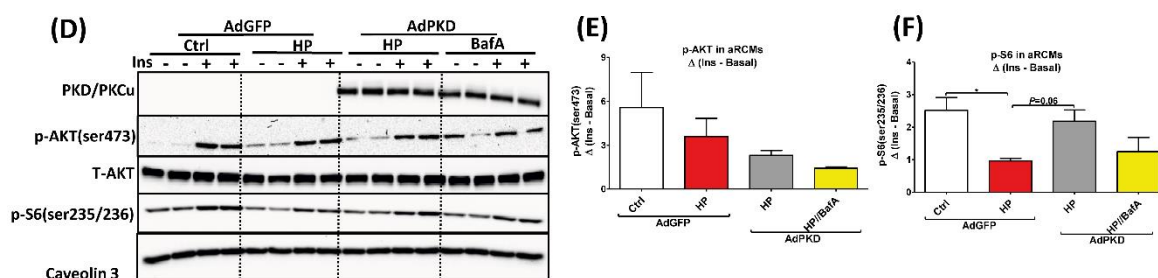 (D)
AdGFP AdPKD
Ctrl HP HP BafA
Ins - - + + - - + + - - + + - - + +
PKD/PKCu
p-AKT(ser473)
T-AKT
p-S6(ser235/236)
Caveolin 3
(E)
p-AKT in aRCMs
Δ (Ins - Basal)
p-AKT(ser473)
Δ (Ins - Basal)
9
6
3
0
Ctrl HP HP HP//BafA
AdGFP AdPKD
(F)
p-S6 in aRCMs
Δ (Ins - Basal)
p-S6(ser235/236)
Δ (Ins - Basal)
4
3
2
1
0
* P=0.06
Ctrl HP HP HP//BafA
AdGFP AdPKD